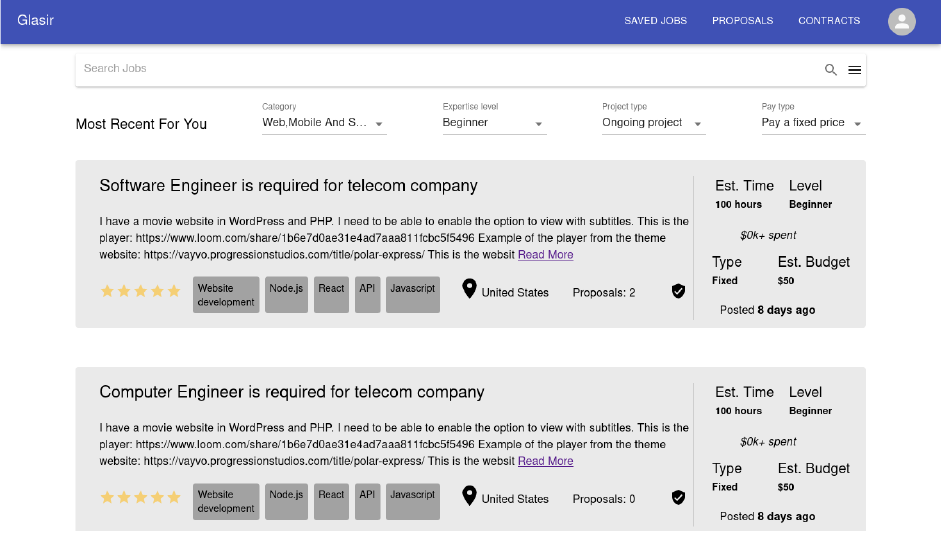 Glasir
SAVED JOBS PROPOSALS CONTRACTS
Search Jobs
Most Recent For You
Category
Web,Mobile And S...
Expertise level
Beginner
Project type
Ongoing project
Pay type
Pay a fixed price
Software Engineer is required for telecom company
I have a movie website in WordPress and PHP. I need to be able to enable the option to view with subtitles. This is the
player: https://www.loom.com/share/1b6e7d0ae31e4ad7aaa811fcbc5f5496 Example of the player from the theme
website: https://vayvo.progressionstudios.com/title/polar-express/ This is the websit Read More
Website
development
Node.js
React
API
Javascript
United States
Proposals: 2
Est. Time Level
100 hours Beginner
$0k+ spent
Type Est. Budget
Fixed $50
Posted 8 days ago
Computer Engineer is required for telecom company
I have a movie website in WordPress and PHP. I need to be able to enable the option to view with subtitles. This is the
player: https://www.loom.com/share/1b6e7d0ae31e4ad7aaa811fcbc5f5496 Example of the player from the theme
website: https://vayvo.progressionstudios.com/title/polar-express/ This is the websit Read More
Website
development
Node.js
React
API
Javascript
United States
Proposals: 0
Est. Time Level
100 hours Beginner
$0k+ spent
Type Est. Budget
Fixed $50
Posted 8 days ago